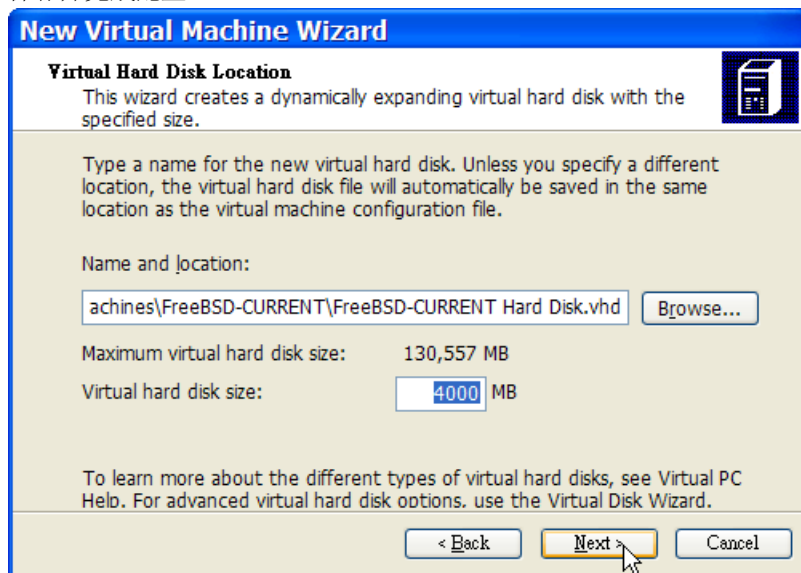 New Virtual Machine Wizard
Virtual Hard Disk Location
This wizard creates a dynamically expanding virtual hard disk with the
specified size.
Type a name for the new virtual hard disk. Unless you specify a different
location, the virtual hard disk file will automatically be saved in the same
location as the virtual machine configuration file.
Name and location:
achines\FreeBSD-CURRENT\FreeBSD-CURRENT Hard Disk.vhd Browse...
Maximum virtual hard disk size: 130,557 MB
Virtual hard disk size: 4000 MB
To learn more about the different types of virtual hard disks, see Virtual PC
Help. For advanced virtual hard disk options, use the Virtual Disk Wizard.
< Back Next > Cancel